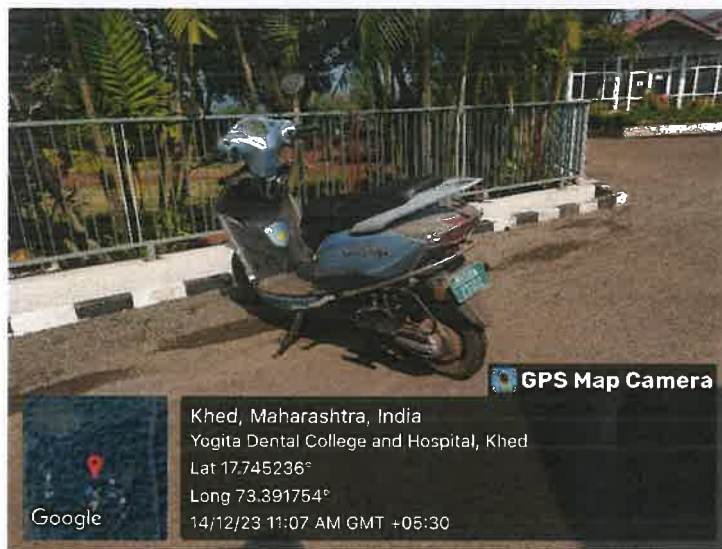 GPS Map Camera
Khed, Maharashtra, India
Yogita Dental College and Hospital, Khed
Lat 17.745236°
Long 73.391754°
14/12/23 11:07 AM GMT +05:30
Google